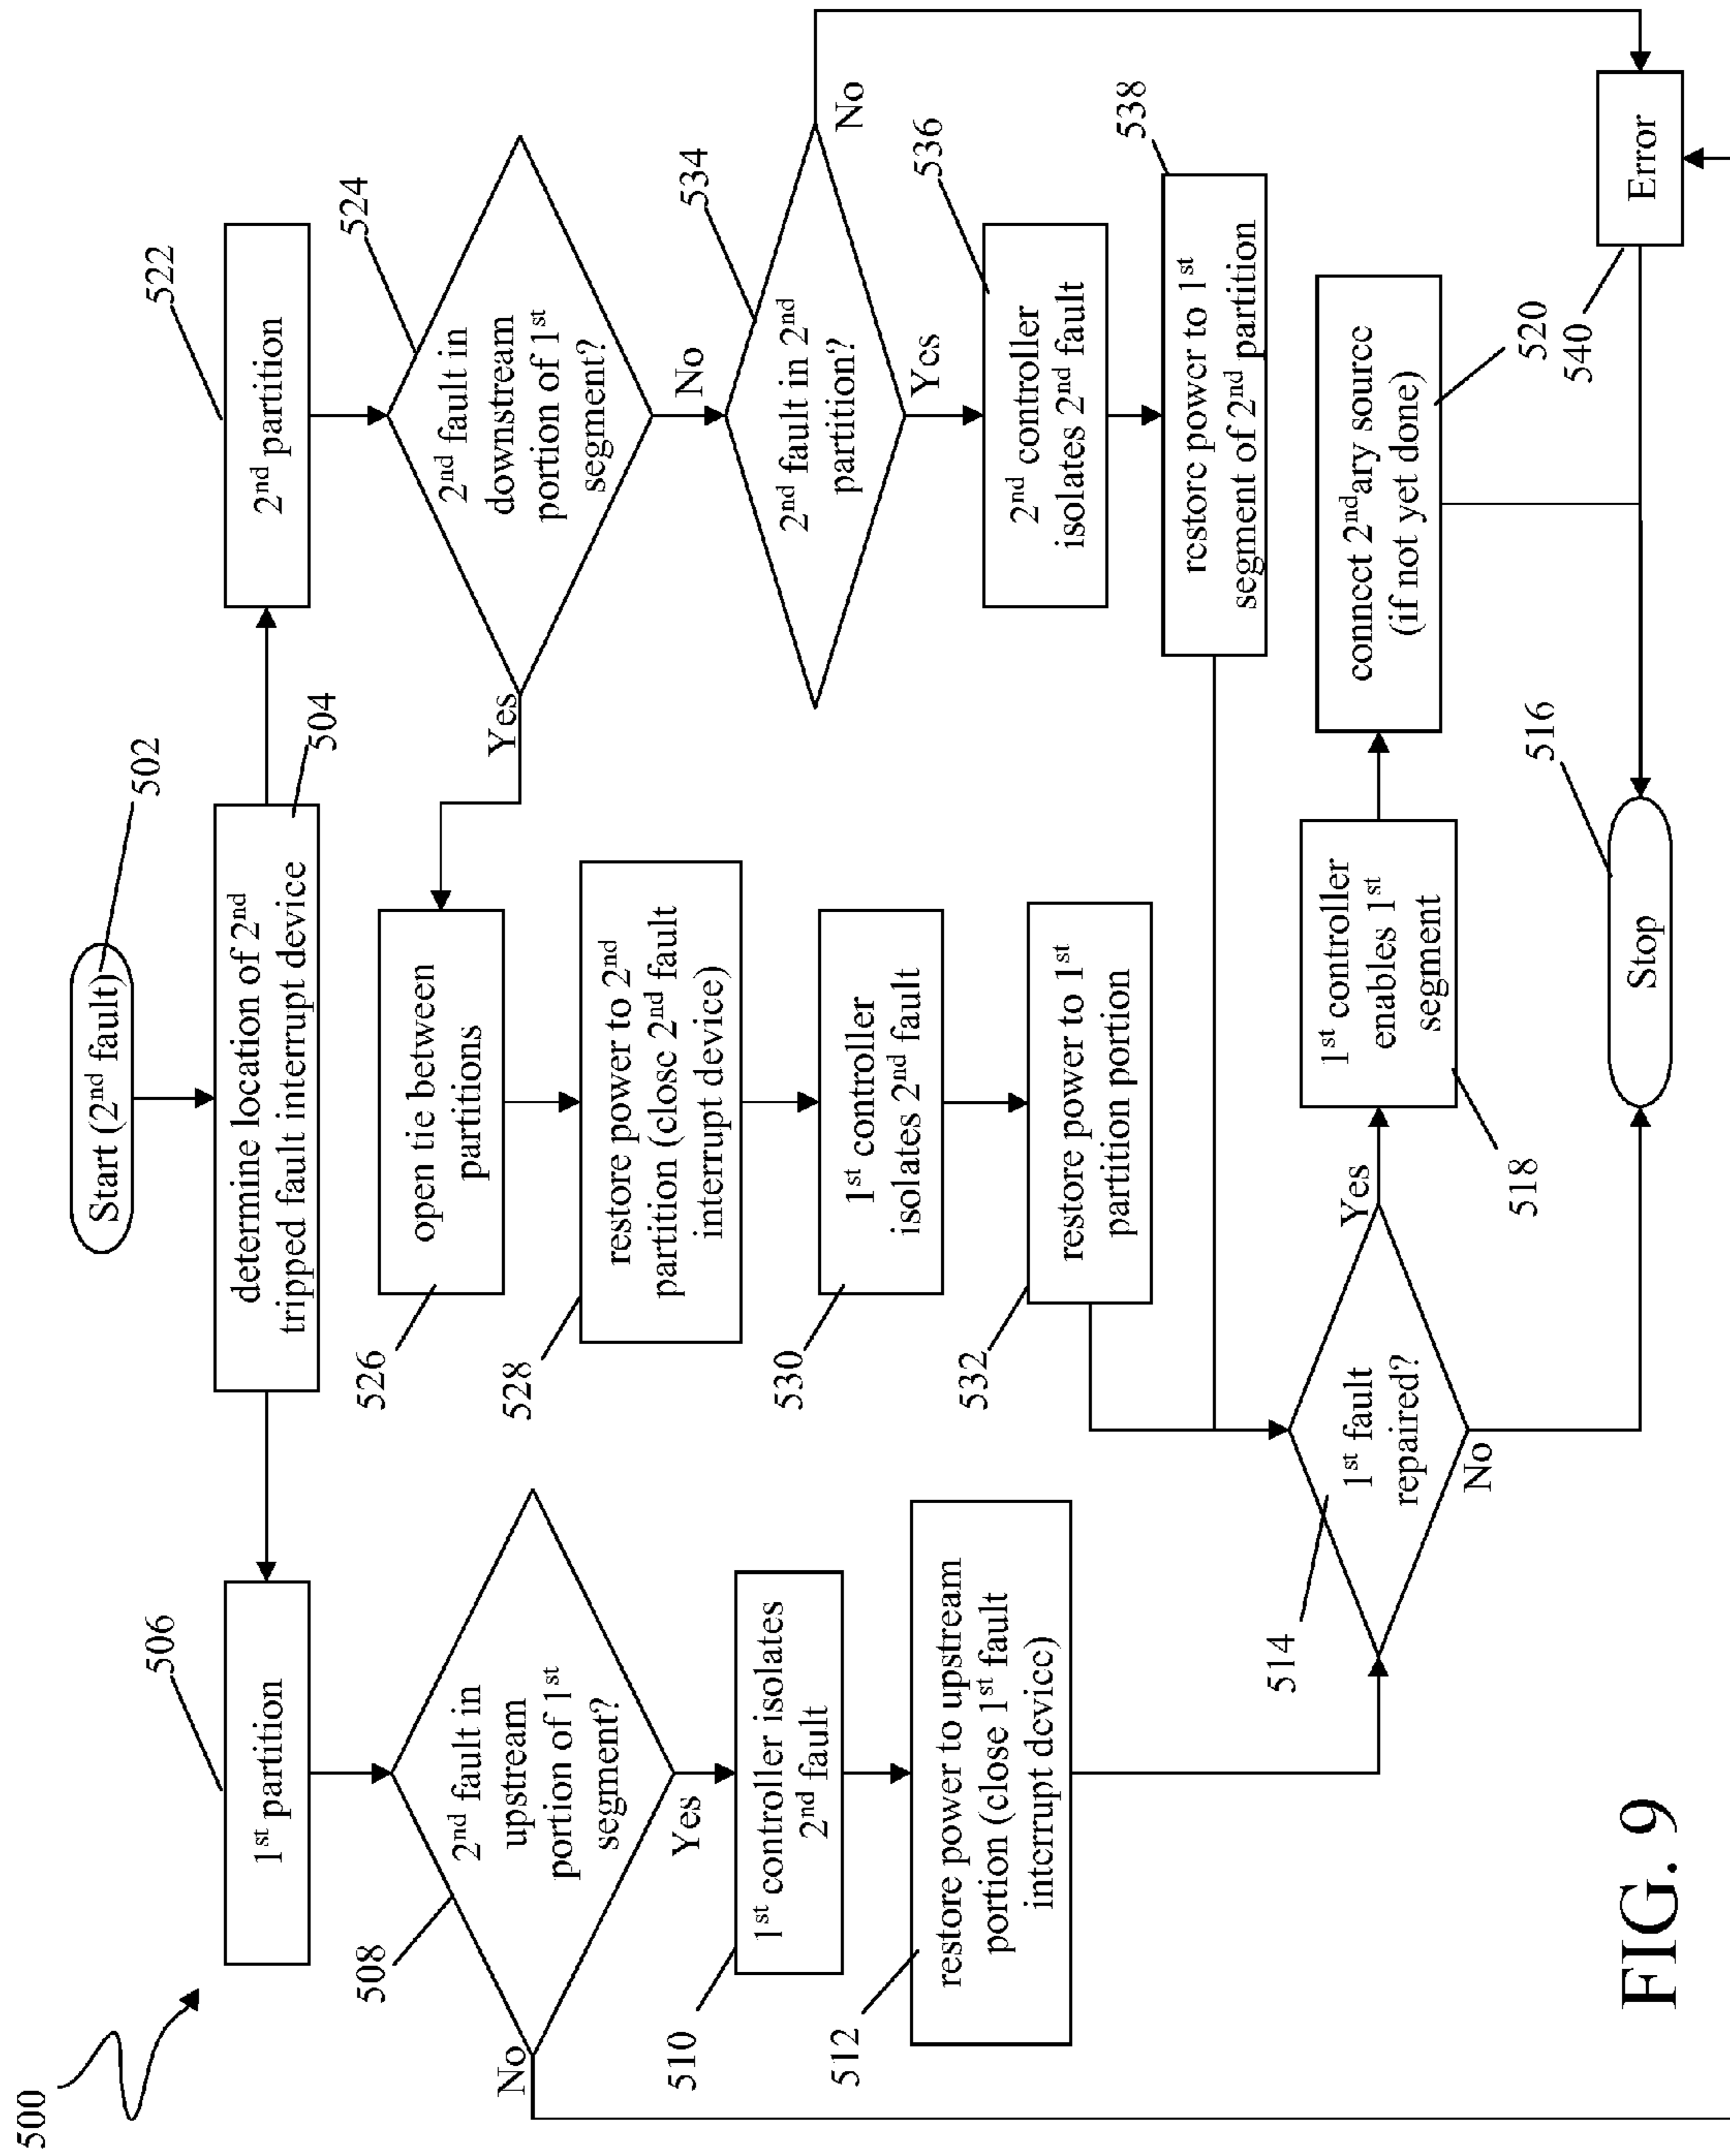 500
Start (2nd fault)
502
determine location of 2nd
tripped fault interrupt device
504
506
1st partition
522
2nd partition
508
2nd fault in
upstream
portion of 1st
segment?
No
Yes
510
1st controller isolates
2nd fault
512
restore power to upstream
portion (close 1st fault
interrupt device)
526
open tie between
partitions
528
restore power to 2nd
partition (close 2nd fault
interrupt device)
530
1st controller
isolates 2nd fault
532
restore power to 1st
partition portion
524
2nd fault in
downstream
portion of 1st
segment?
Yes
No
534
2nd fault in 2nd
partition?
No
Yes
536
2nd controller
isolates 2nd fault
538
restore power to 1st
segment of 2nd partition
514
1st fault
repaired?
Yes
No
518
1st controller
enables 1st
segment
connect 2ndary source
(if not yet done)
520
516
Stop
540
Error
FIG. 9